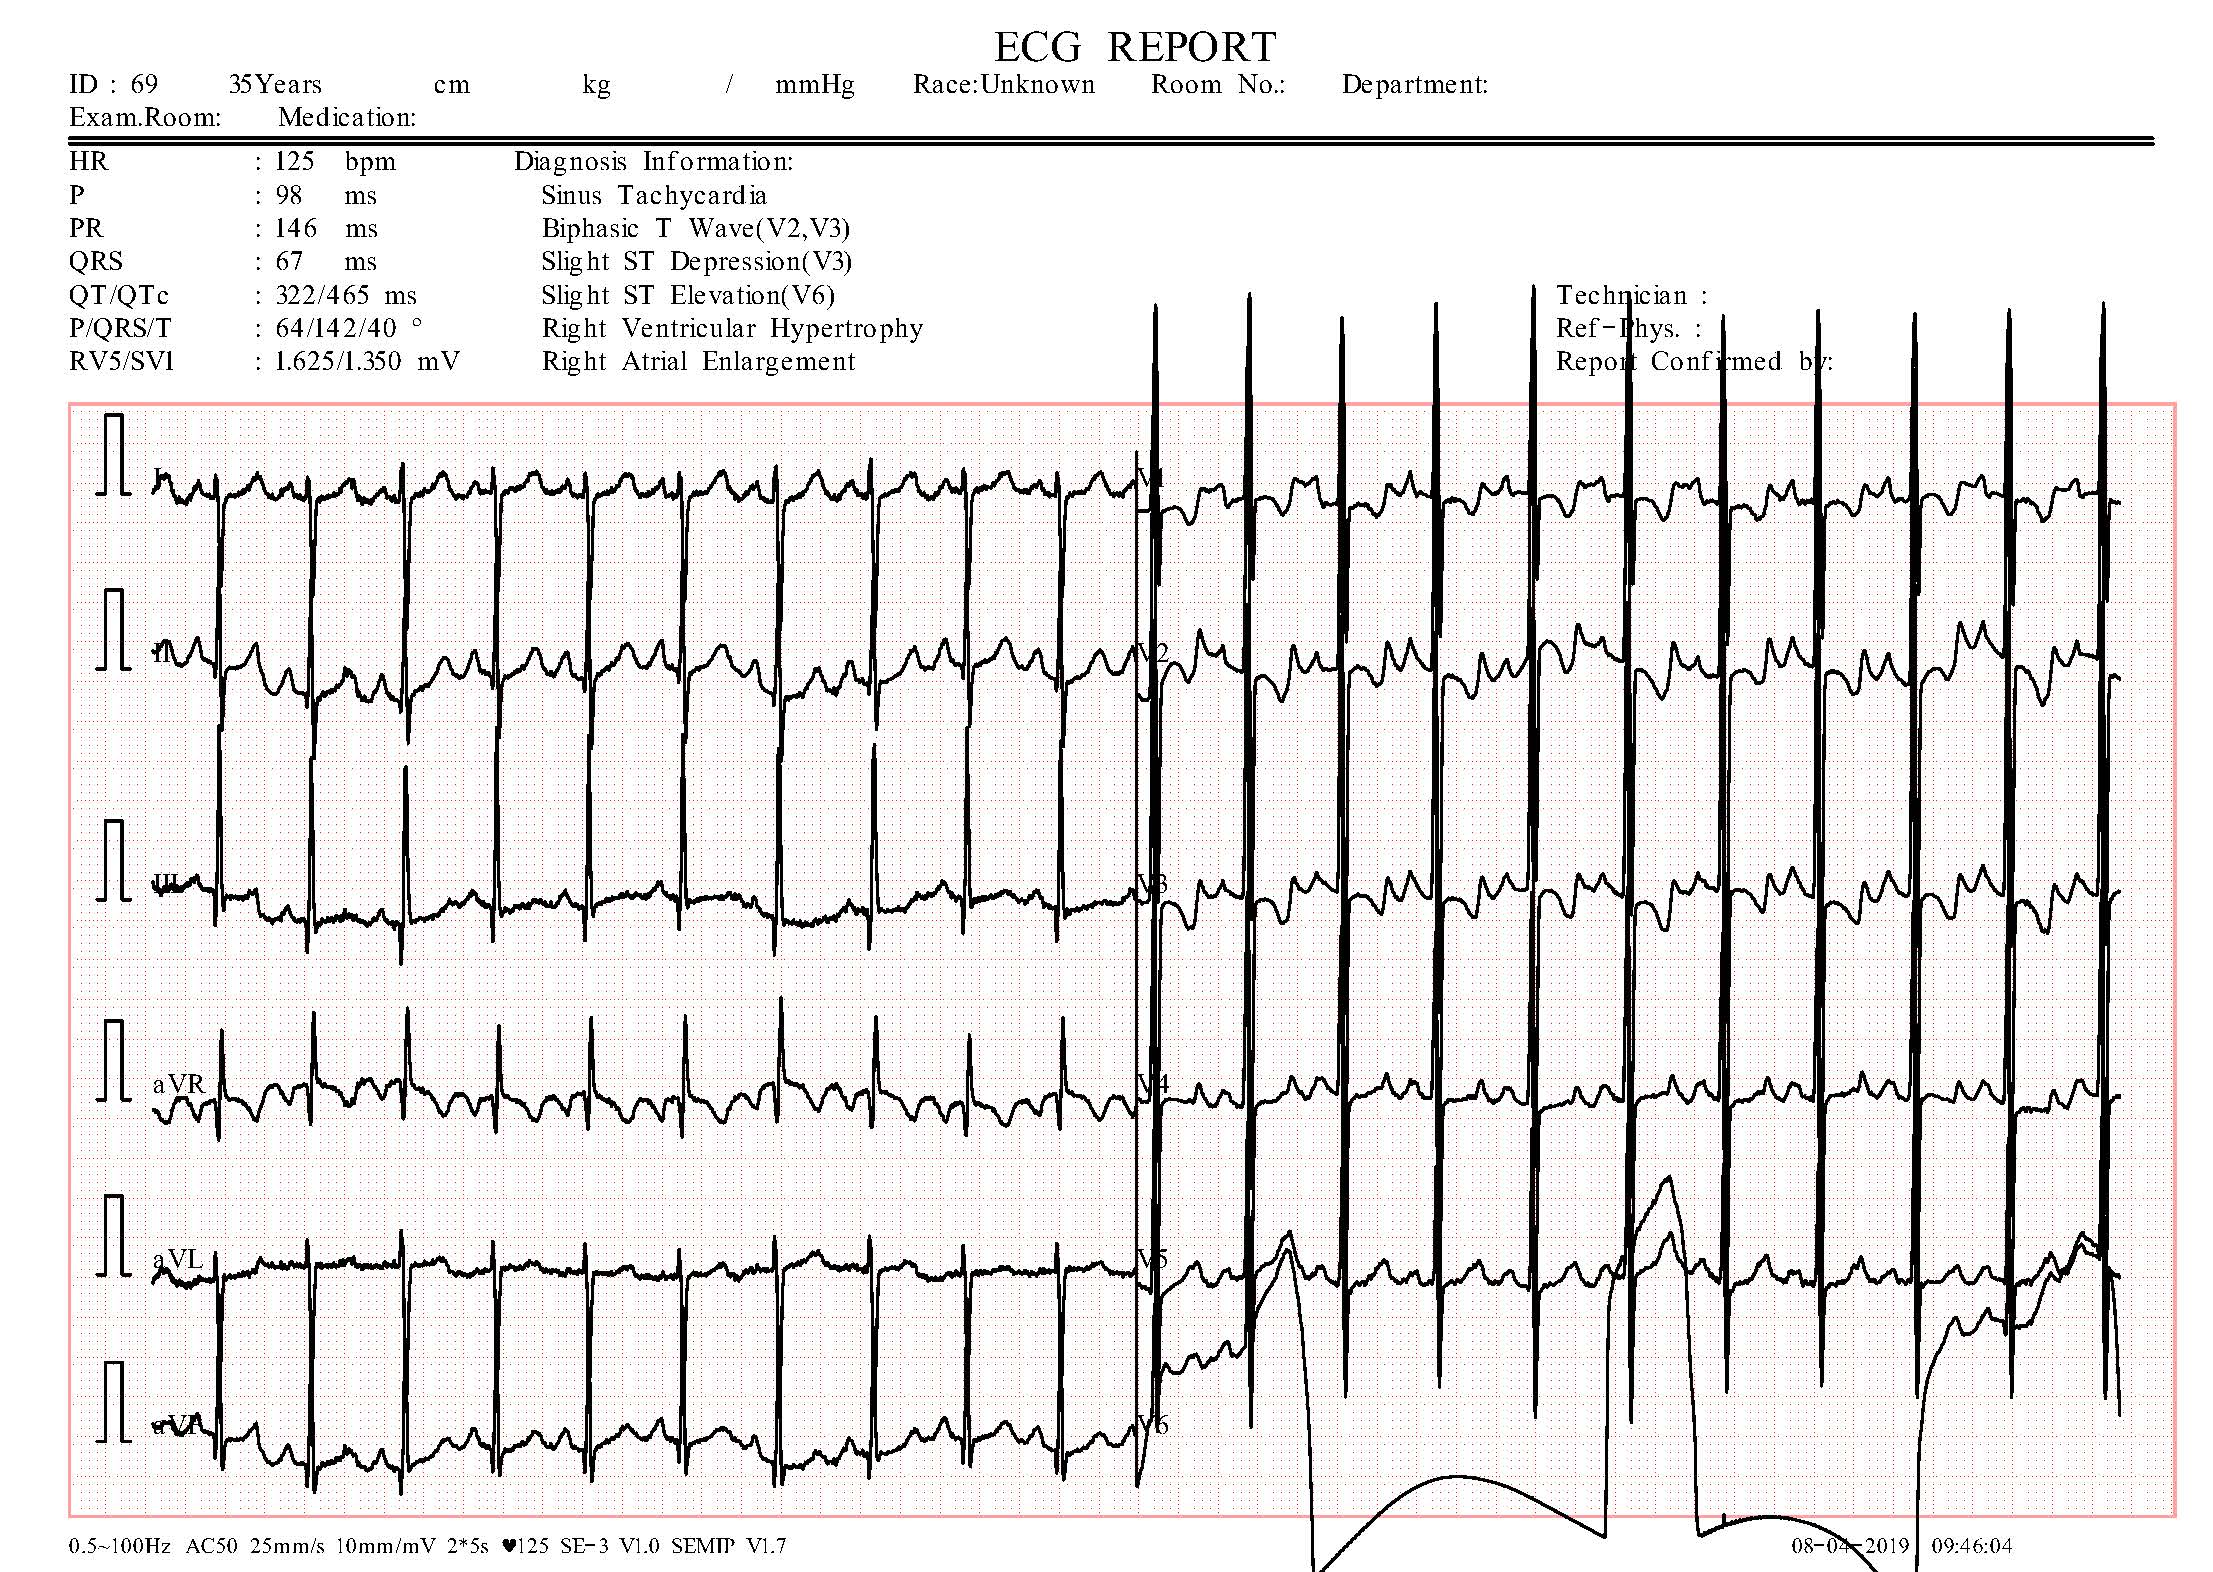 ECG REPORT
ID : 69 35Years cm kg / mmHg Race:Unknown Room No.: Department:
Exam.Room: Medication:
HR : 125 bpm Diagnosis Information:
P : 98 ms Sinus Tachycardia
PR : 146 ms Biphasic T Wave(V2,V3)
QRS : 67 ms Slight ST Depression(V3)
QT/QTc : 322/465 ms Slight ST Elevation(V6) Technician :
P/QRS/T : 64/142/40 ° Right Ventricular Hypertrophy Ref-Phys. :
RV5/SV1 : 1.625/1.350 mV Right Atrial Enlargement Report Confirmed by:
I V1
II V2
III V3
aVR V4
aVL V5
aVF V6
0.5~100Hz AC50 25mm/s 10mm/mV 2*5s ♥125 SE-3 V1.0 SEMIP V1.7 08-04-2019 09:46:04